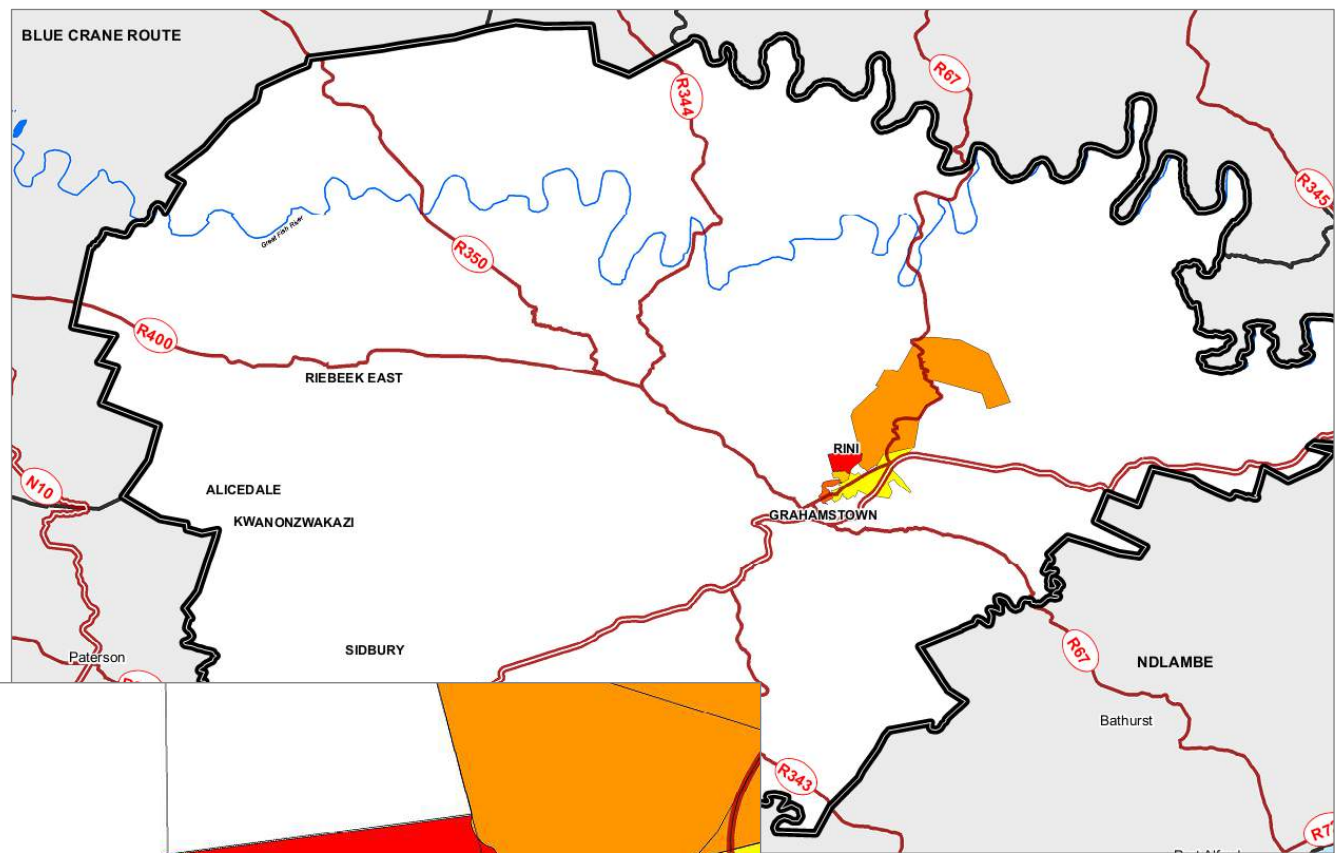 BLUE CRANE ROUTE
R67
R344
R345
Great Fish River
R350
R400
RIEBEEK EAST
RINI
N10
ALICEDALE
KWANONZWAKAZI
GRAHAMSTOWN
SIDBURY
Paterson
R67
NDLAMBE
Bathurst
R343